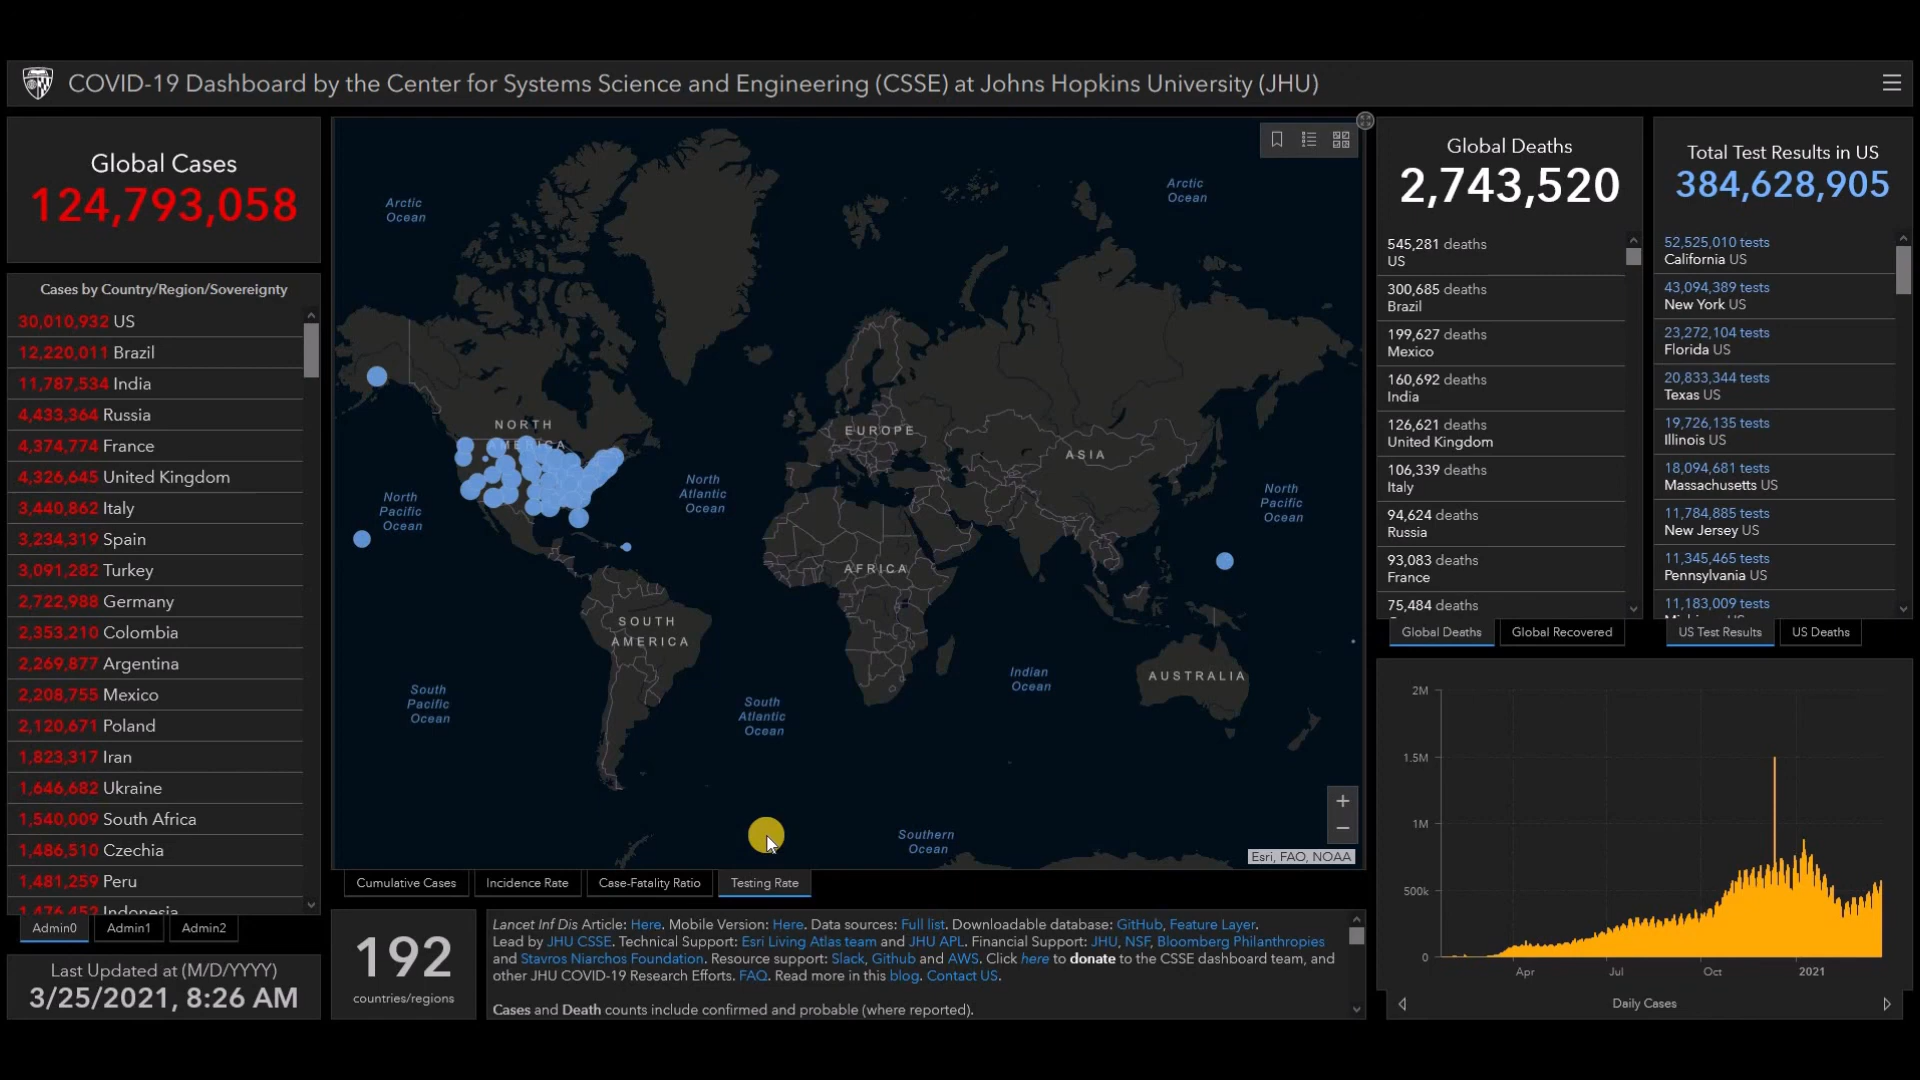 COVID-19 Dashboard by the Center for Systems Science and Engineering (CSSE) at Johns Hopkins University (JHU)
Global Cases
124,793,058
Cases by Country/Region/Sovereignty
30,010,932 US
12,220,011 Brazil
11,787,534 India
4,433,364 Russia
4,374,774 France
4,326,645 United Kingdom
3,440,862 Italy
3,234,319 Spain
3,091,282 Turkey
2,722,988 Germany
2,353,210 Colombia
2,269,877 Argentina
2,208,755 Mexico
2,120,671 Poland
1,823,317 Iran
1,646,682 Ukraine
1,540,009 South Africa
1,486,510 Czechia
1,481,259 Peru
1,476,452 Indonesia
Admin0 Admin1 Admin2
Last Updated at (M/D/YYYY)
3/25/2021, 8:26 AM
Arctic
Ocean
Arctic
Ocean
NORTH
AMERICA
EUROPE
ASIA
North
Atlantic
Ocean
North
Pacific
Ocean
North
Pacific
Ocean
AFRICA
SOUTH
AMERICA
AUSTRALIA
Indian
Ocean
South
Pacific
Ocean
South
Atlantic
Ocean
Southern
Ocean
+
−
Esri, FAO, NOAA
Cumulative Cases Incidence Rate Case-Fatality Ratio Testing Rate
192
countries/regions
Lancet Inf Dis Article: Here. Mobile Version: Here. Data sources: Full list. Downloadable database: GitHub, Feature Layer.
Lead by JHU CSSE. Technical Support: Esri Living Atlas team and JHU APL. Financial Support: JHU, NSF, Bloomberg Philanthropies
and Stavros Niarchos Foundation. Resource support: Slack, Github and AWS. Click here to donate to the CSSE dashboard team, and
other JHU COVID-19 Research Efforts. FAQ. Read more in this blog. Contact US.
Cases and Death counts include confirmed and probable (where reported).
Global Deaths
2,743,520
545,281 deaths
US
300,685 deaths
Brazil
199,627 deaths
Mexico
160,692 deaths
India
126,621 deaths
United Kingdom
106,339 deaths
Italy
94,624 deaths
Russia
93,083 deaths
France
75,484 deaths
Global Deaths Global Recovered
Total Test Results in US
384,628,905
52,525,010 tests
California US
43,094,389 tests
New York US
23,272,104 tests
Florida US
20,833,344 tests
Texas US
19,726,135 tests
Illinois US
18,094,681 tests
Massachusetts US
11,784,885 tests
New Jersey US
11,345,465 tests
Pennsylvania US
11,183,009 tests
US Test Results US Deaths
2M
1.5M
1M
500k
0
Apr Jul Oct 2021
Daily Cases